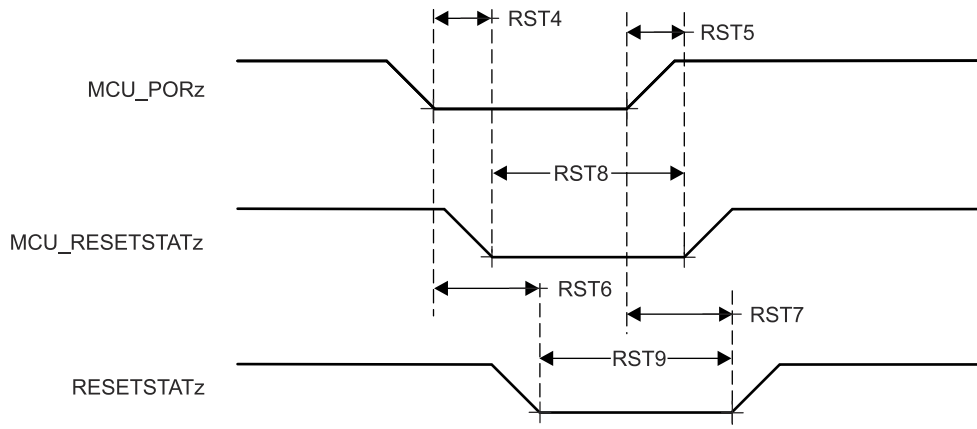 RST4
RST5
MCU_PORz
RST8
MCU_RESETSTATz
RST6
RST7
RST9
RESETSTATz